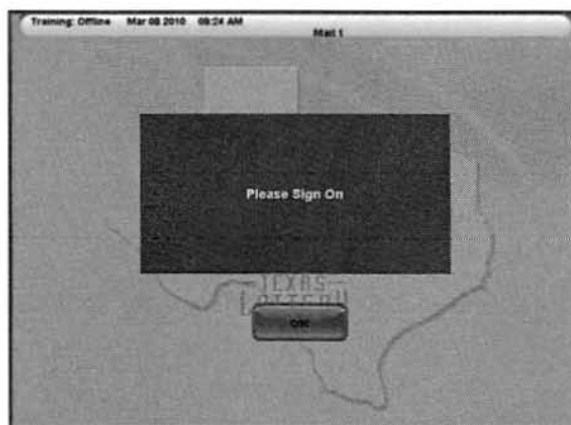 Training: Offline Mar 08 2010 09:24 AM
Mail 1
Please Sign On
TEXAS
LOTTERY
OK